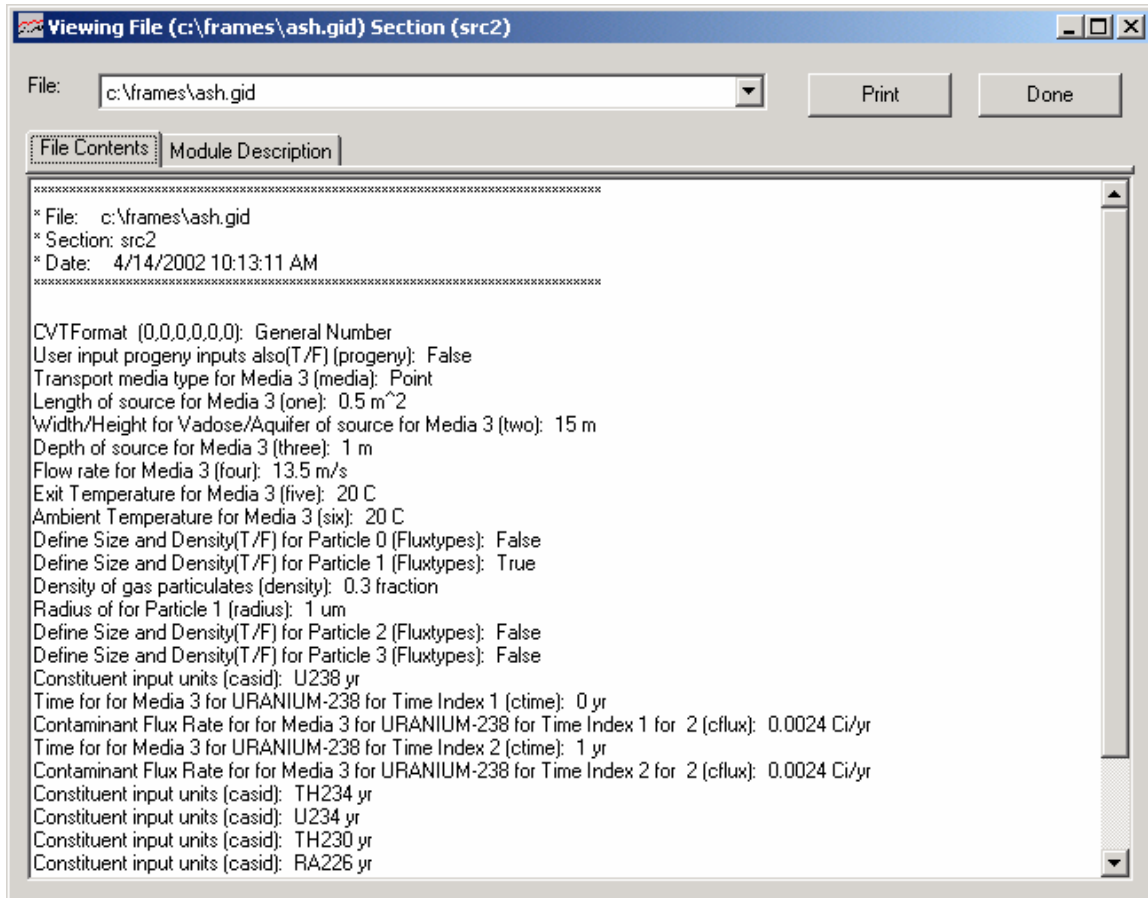 Viewing File (c:\frames\ash.gid) Section (src2)
File: c:\frames\ash.gid Print Done
File Contents Module Description
******************************************************************************
* File: c:\frames\ash.gid
* Section: src2
* Date: 4/14/2002 10:13:11 AM
******************************************************************************
CVTFormat (0,0,0,0,0,0): General Number
User input progeny inputs also(T/F) (progeny): False
Transport media type for Media 3 (media): Point
Length of source for Media 3 (one): 0.5 m^2
Width/Height for Vadose/Aquifer of source for Media 3 (two): 15 m
Depth of source for Media 3 (three): 1 m
Flow rate for Media 3 (four): 13.5 m/s
Exit Temperature for Media 3 (five): 20 C
Ambient Temperature for Media 3 (six): 20 C
Define Size and Density(T/F) for Particle 0 (Fluxtypes): False
Define Size and Density(T/F) for Particle 1 (Fluxtypes): True
Density of gas particulates (density): 0.3 fraction
Radius of for Particle 1 (radius): 1 um
Define Size and Density(T/F) for Particle 2 (Fluxtypes): False
Define Size and Density(T/F) for Particle 3 (Fluxtypes): False
Constituent input units (casid): U238 yr
Time for for Media 3 for URANIUM-238 for Time Index 1 (ctime): 0 yr
Contaminant Flux Rate for for Media 3 for URANIUM-238 for Time Index 1 for 2 (cflux): 0.0024 Ci/yr
Time for for Media 3 for URANIUM-238 for Time Index 2 (ctime): 1 yr
Contaminant Flux Rate for for Media 3 for URANIUM-238 for Time Index 2 for 2 (cflux): 0.0024 Ci/yr
Constituent input units (casid): TH234 yr
Constituent input units (casid): U234 yr
Constituent input units (casid): TH230 yr
Constituent input units (casid): RA226 yr